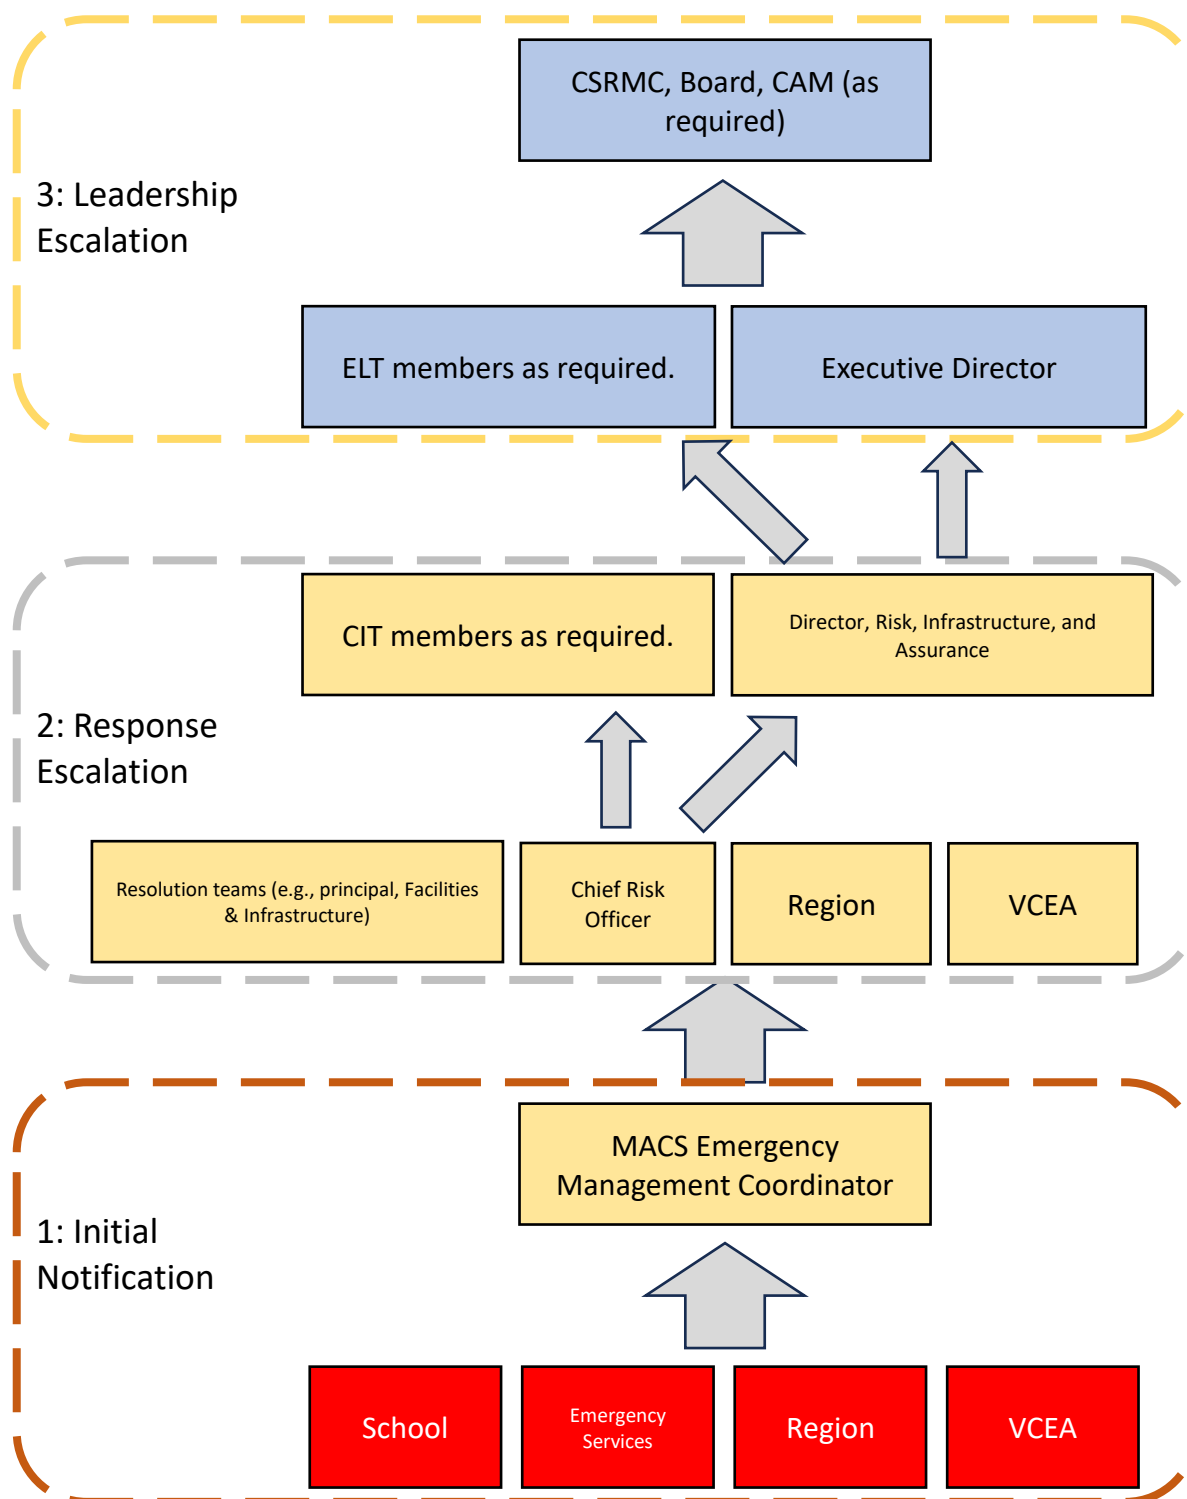 CSRMC, Board, CAM (as
required)
3: Leadership
Escalation
ELT members as required.
Executive Director
CIT members as required.
Director, Risk, Infrastructure, and
Assurance
2: Response
Escalation
Resolution teams (e.g., principal, Facilities
& Infrastructure)
Chief Risk
Officer
Region
VCEA
MACS Emergency
Management Coordinator
1: Initial
Notification
School
Emergency
Services
Region
VCEA